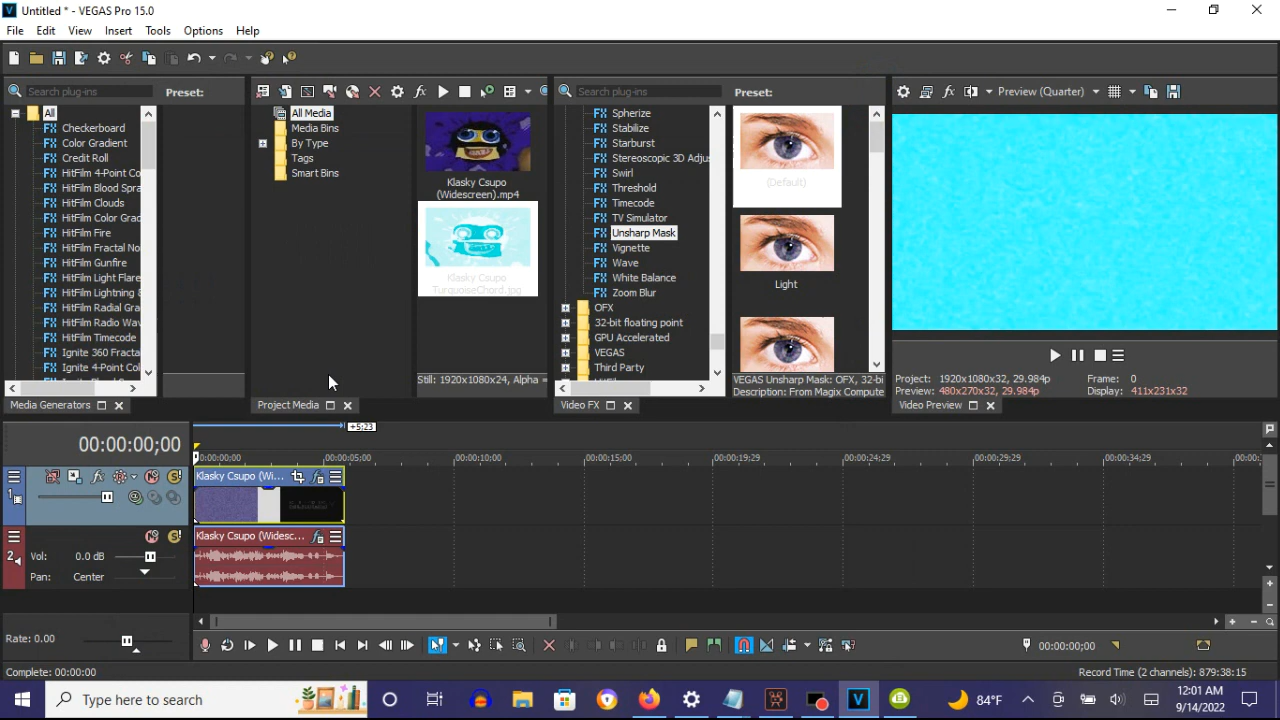 Untitled * - VEGAS Pro 15.0
File Edit View Insert Tools Options Help
Search plug-ins
Preset:
All
Checkerboard
Color Gradient
Credit Roll
HitFilm 4-Point Co
HitFilm Blood Spra
HitFilm Clouds
HitFilm Color Grad
HitFilm Fire
HitFilm Fractal No
HitFilm Gunfire
HitFilm Light Flare
HitFilm Lightning &
HitFilm Radial Gra
HitFilm Radio Wav
HitFilm Timecode
Ignite 360 Fracta
Ignite 4-Point Col
Media Generators
All Media
Media Bins
By Type
Tags
Smart Bins
Klasky Csupo
(Widescreen).mp4
Klasky Csupo
TurquoiseChord.jpg
Still: 1920x1080x24, Alpha =
Project Media
Search plug-ins
Spherize
Stabilize
Starburst
Stereoscopic 3D Adjus
Swirl
Threshold
Timecode
TV Simulator
Unsharp Mask
Vignette
Wave
White Balance
Zoom Blur
OFX
32-bit floating point
GPU Accelerated
VEGAS
Third Party
Preset:
(Default)
Light
VEGAS Unsharp Mask: OFX, 32-bi
Description: From Magix Compute
Video FX
Preview (Quarter)
Project: 1920x1080x32, 29.984p
Preview: 480x270x32, 29.984p
Frame: 0
Display: 411x231x32
Video Preview
00:00:00;00
+5;23
00:00:00;00 00:00:05;00 00:00:10;00 00:00:15;00 00:00:19;29 00:00:24;29 00:00:29;29 00:00:34;29 00:00:
1
Klasky Csupo (Wi...
2
Klasky Csupo (Widesc...
Vol: 0.0 dB
Pan: Center
Rate: 0.00
00:00:00;00
Complete: 00:00:00
Record Time (2 channels): 879:38:15
Type here to search
84°F
12:01 AM
9/14/2022